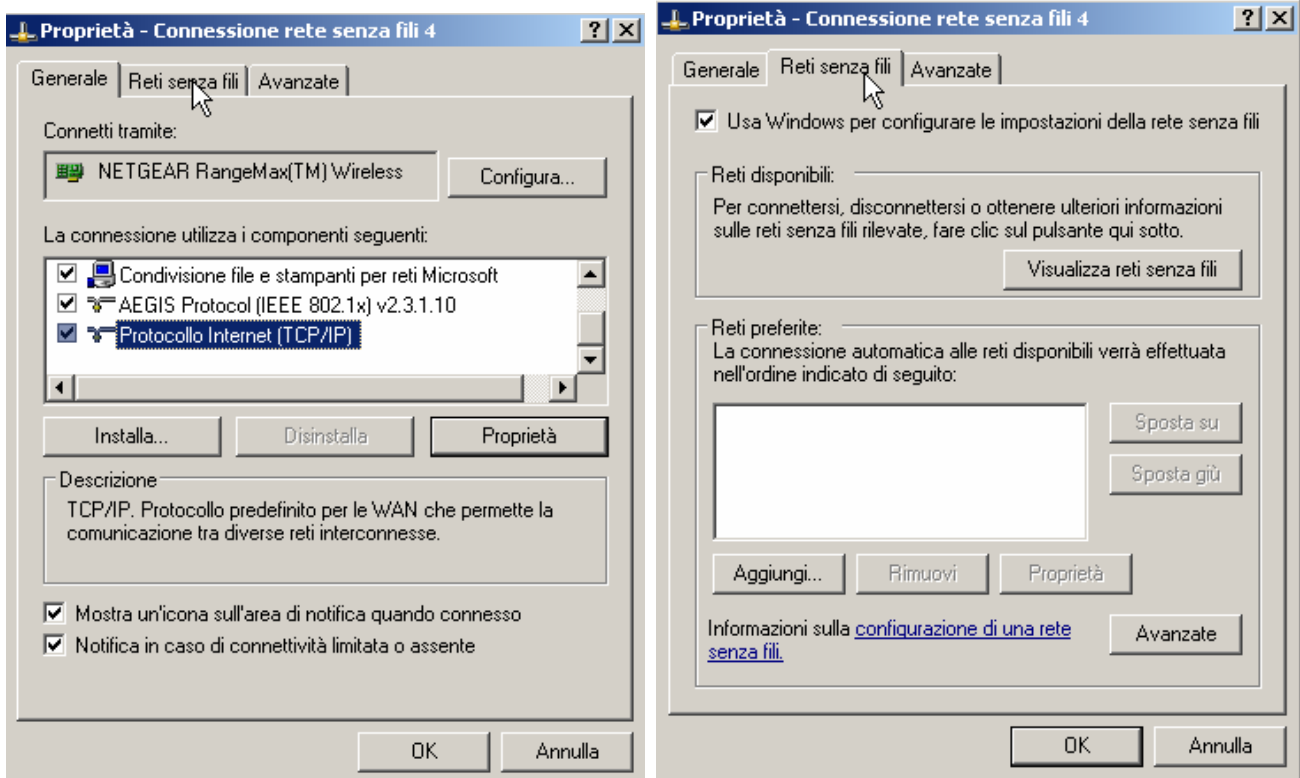 Proprietà - Connessione rete senza fili 4
Generale
Reti senza fili
Avanzate
Connetti tramite:
NETGEAR RangeMax(TM) Wireless
Configura...
La connessione utilizza i componenti seguenti:
Condivisione file e stampanti per reti Microsoft
AEGIS Protocol (IEEE 802.1x) v2.3.1.10
Protocollo Internet (TCP/IP)
Installa...
Disinstalla
Proprietà
Descrizione
TCP/IP. Protocollo predefinito per le WAN che permette la
comunicazione tra diverse reti interconnesse.
Mostra un'icona sull'area di notifica quando connesso
Notifica in caso di connettività limitata o assente
OK
Annulla
Proprietà - Connessione rete senza fili 4
Generale
Reti senza fili
Avanzate
Usa Windows per configurare le impostazioni della rete senza fili
Reti disponibili:
Per connettersi, disconnettersi o ottenere ulteriori informazioni
sulle reti senza fili rilevate, fare clic sul pulsante qui sotto.
Visualizza reti senza fili
Reti preferite:
La connessione automatica alle reti disponibili verrà effettuata
nell'ordine indicato di seguito:
Sposta su
Sposta giù
Aggiungi...
Rimuovi
Proprietà
Informazioni sulla configurazione di una rete
senza fili.
Avanzate
OK
Annulla